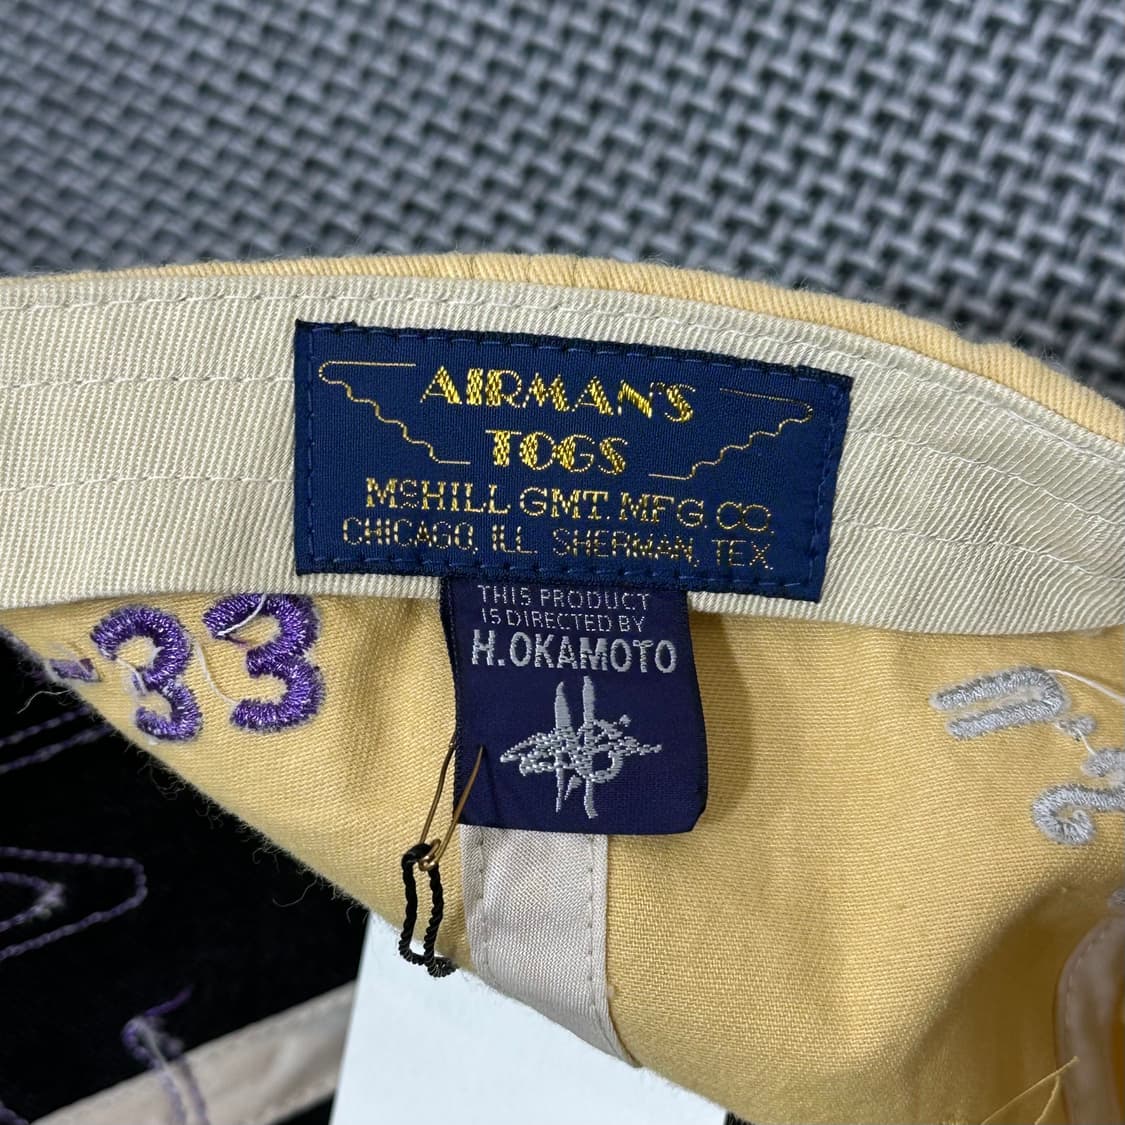 AIRMAN'S
TOGS
McHILL GMT. MFG. CO.
CHICAGO, ILL. SHERMAN, TEX.
THIS PRODUCT
IS DIRECTED BY
H.OKAMOTO
33